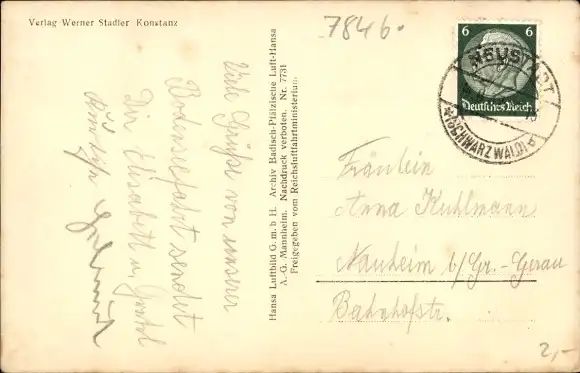 Verlag Werner Stadler Konstanz
7846.
6 6
Deutsches Reich
NEUSTADT
(SCHWARZWALD)
Hansa Luftbild G.m.b.H. Archiv Badisch-Pfälzische Luft-Hansa
A.-G. Mannheim. Nachdruck verboten. Nr. 7731
Freigegeben vom Reichsluftfahrtministerium.
Viele Grüße von unserer
Bodenseefahrt sendet
Dir Elisabeth u.
Fräulein
Anna Kuhlmann
Nauheim b/Gr.-Gerau
Bahnhofstr.
2,-